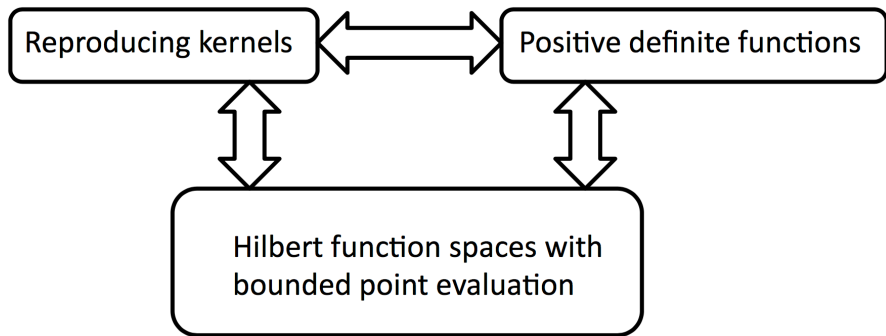 Reproducing kernels
Positive definite functions
Hilbert function spaces with
bounded point evaluation